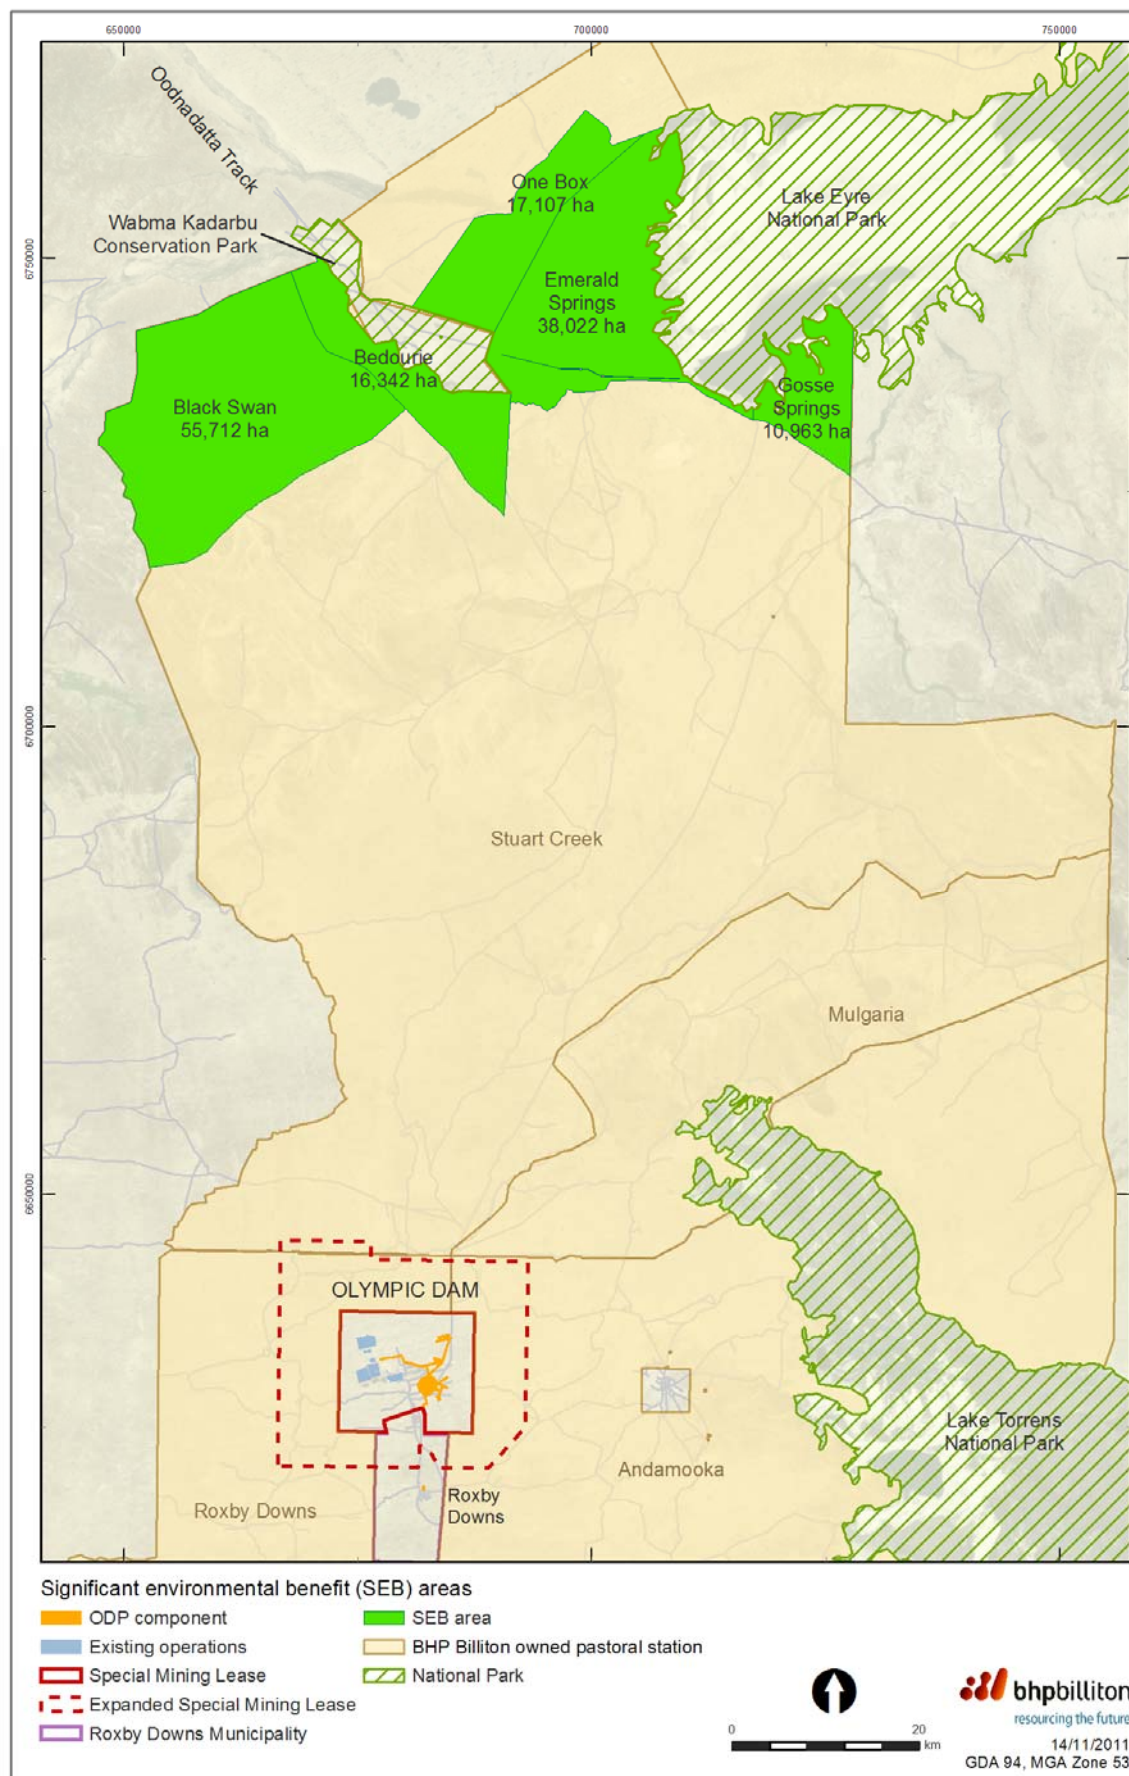 650000
700000
750000
Oodnadatta Track
One Box
17,107 ha
Lake Eyre
National Park
Wabma Kadarbu
Conservation Park
6750000
Emerald
Springs
38,022 ha
Bedourie
16,342 ha
Gosse
Springs
10,963 ha
Black Swan
55,712 ha
6700000
Stuart Creek
Mulgaria
6650000
OLYMPIC DAM
Lake Torrens
National Park
Andamooka
Roxby Downs
Roxby
Downs
Significant environmental benefit (SEB) areas
ODP component
Existing operations
Special Mining Lease
Expanded Special Mining Lease
Roxby Downs Municipality
SEB area
BHP Billiton owned pastoral station
National Park
0
20
km
bhpbilliton
resourcing the future
14/11/2011
GDA 94, MGA Zone 53